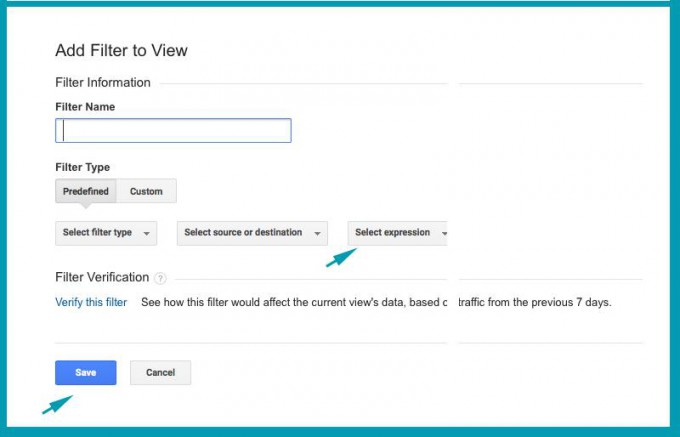 Add Filter to View
Filter Information
Filter Name
Filter Type
Predefined Custom
Select filter type Select source or destination Select expression
Filter Verification ?
Verify this filter See how this filter would affect the current view's data, based o traffic from the previous 7 days.
Save Cancel